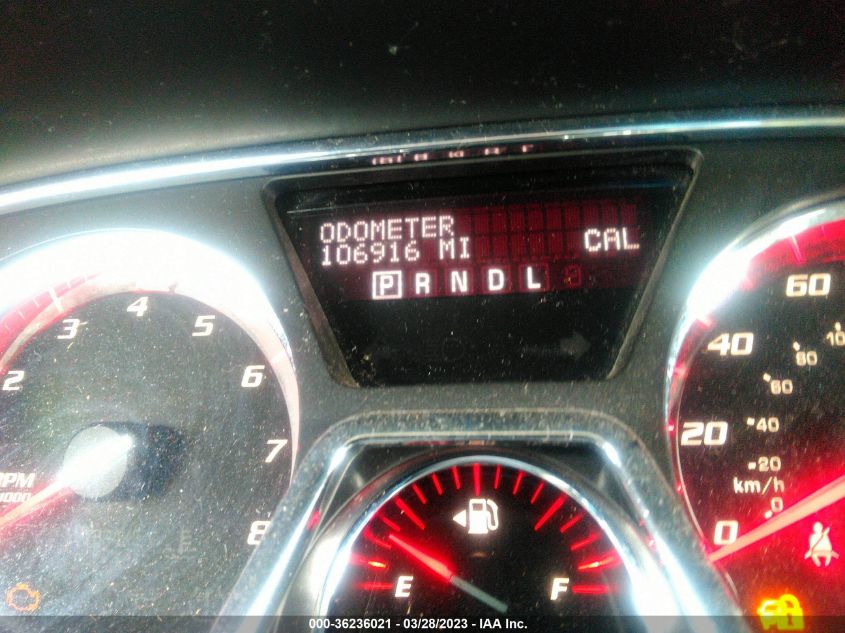 ODOMETER
106916 MI
CAL
P R N D L
2 3 4 5 6 7 8
0 20 40 60
0 20 40 60 80
km/h
E F
000-36236021 / 03/28/2023 - IAA Inc.